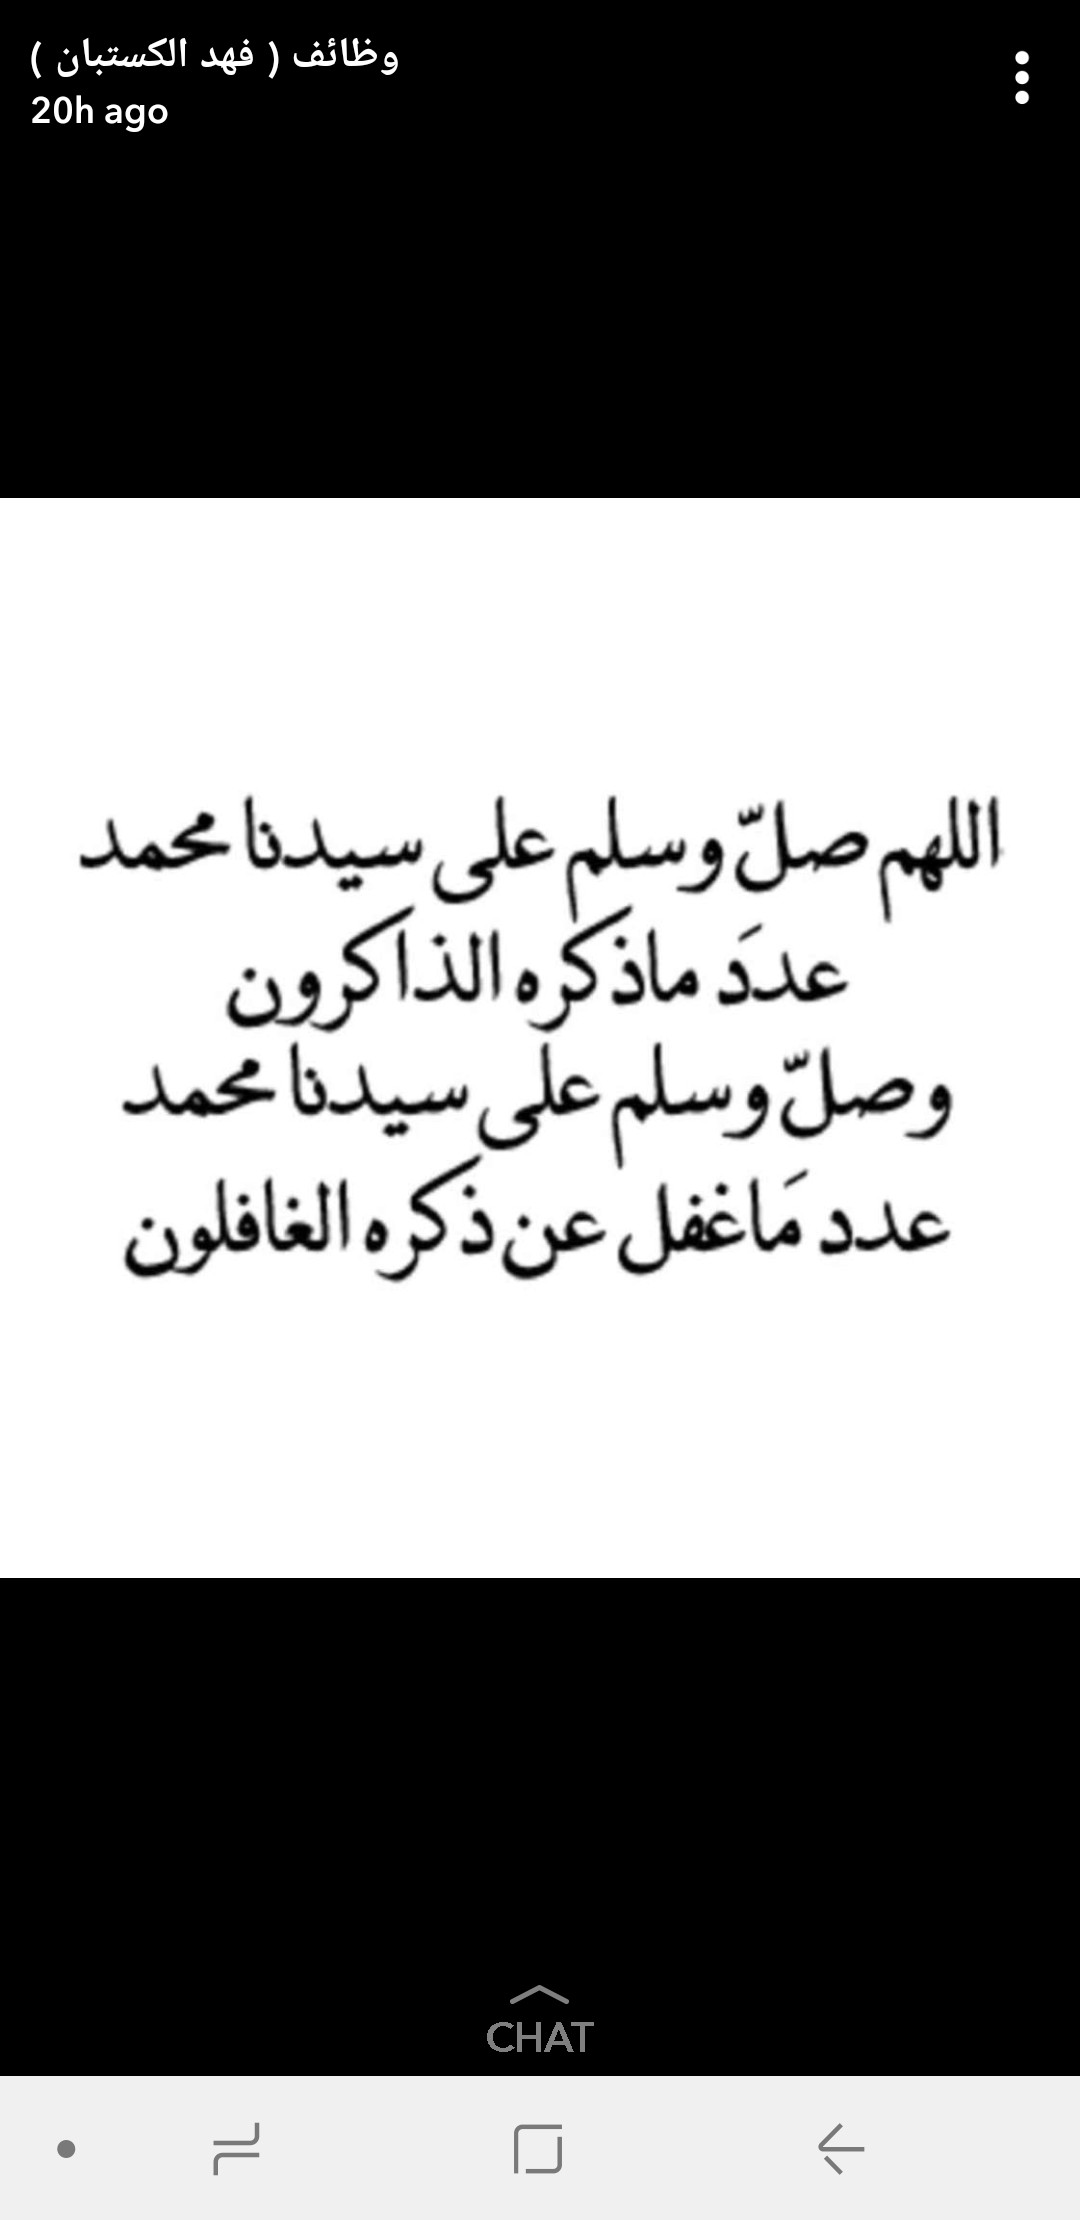 وظائف ( فهد الكستبان )
20h ago
اللهم صلّ وسلم على سيدنا محمد
عددَ ماذكره الذاكرون
وصلّ وسلم على سيدنا محمد
عدد مَاغفل عن ذكره الغافلون
CHAT